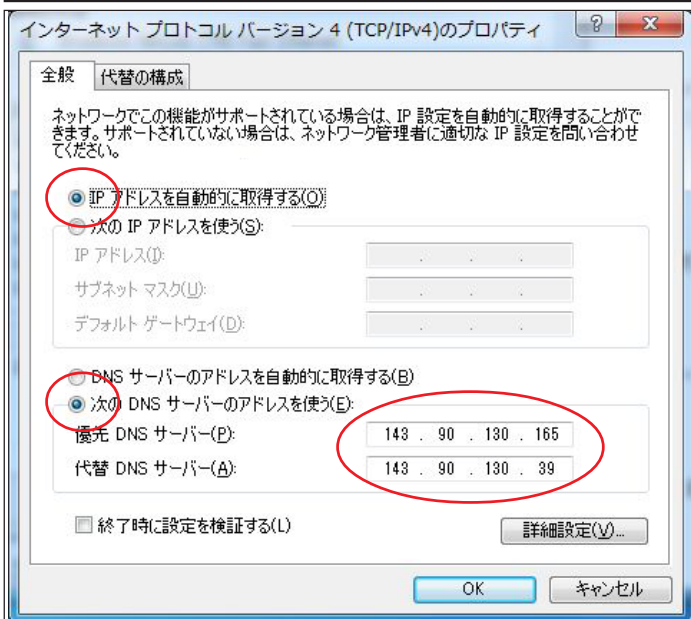 インターネット プロトコル バージョン 4 (TCP/IPv4)のプロパティ
全般
代替の構成
ネットワークでこの機能がサポートされている場合は、IP 設定を自動的に取得することがで
きます。サポートされていない場合は、ネットワーク管理者に適切な IP 設定を問い合わせ
てください。
IP アドレスを自動的に取得する(O)
次の IP アドレスを使う(S):
IP アドレス(I):
サブネット マスク(U):
デフォルト ゲートウェイ(D):
DNS サーバーのアドレスを自動的に取得する(B)
次の DNS サーバーのアドレスを使う(E):
優先 DNS サーバー(P): 143 . 90 . 130 . 165
代替 DNS サーバー(A): 143 . 90 . 130 . 39
終了時に設定を検証する(L)
詳細設定(V)...
OK
キャンセル